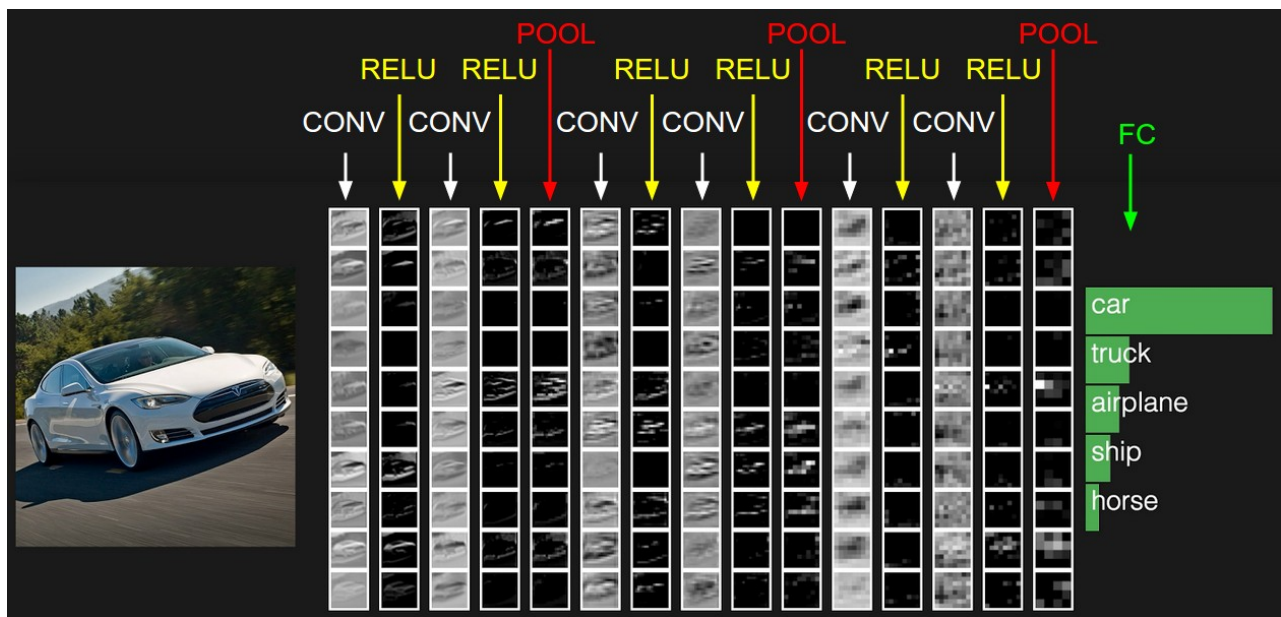 POOL POOL POOL
RELU RELU RELU RELU RELU RELU
CONV CONV CONV CONV CONV CONV
FC
car
truck
airplane
ship
horse